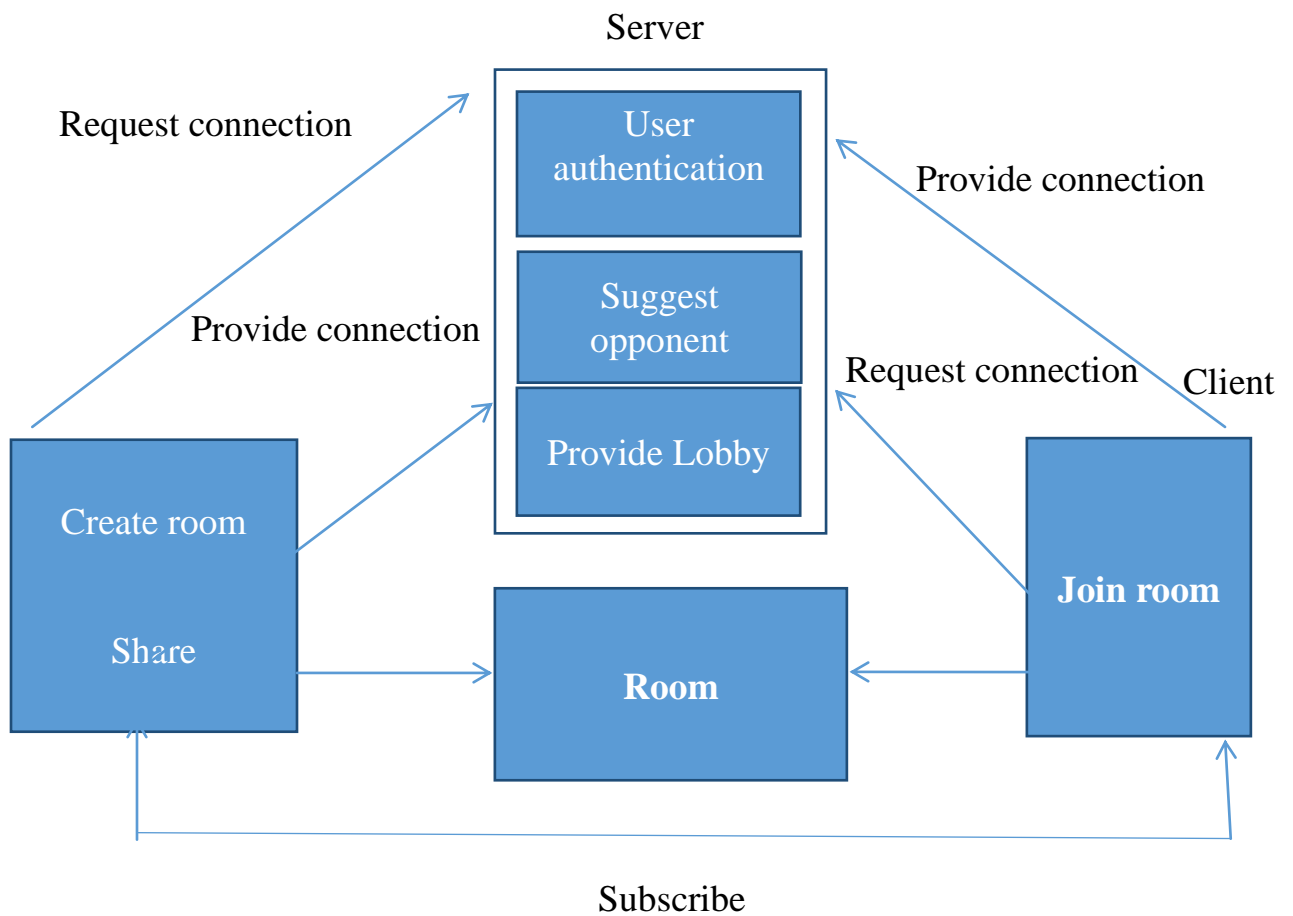 Server
Request connection
User
authentication
Provide connection
Suggest
opponent
Provide connection
Request connection
Client
Provide Lobby
Create room
Join room
Share
Room
Subscribe